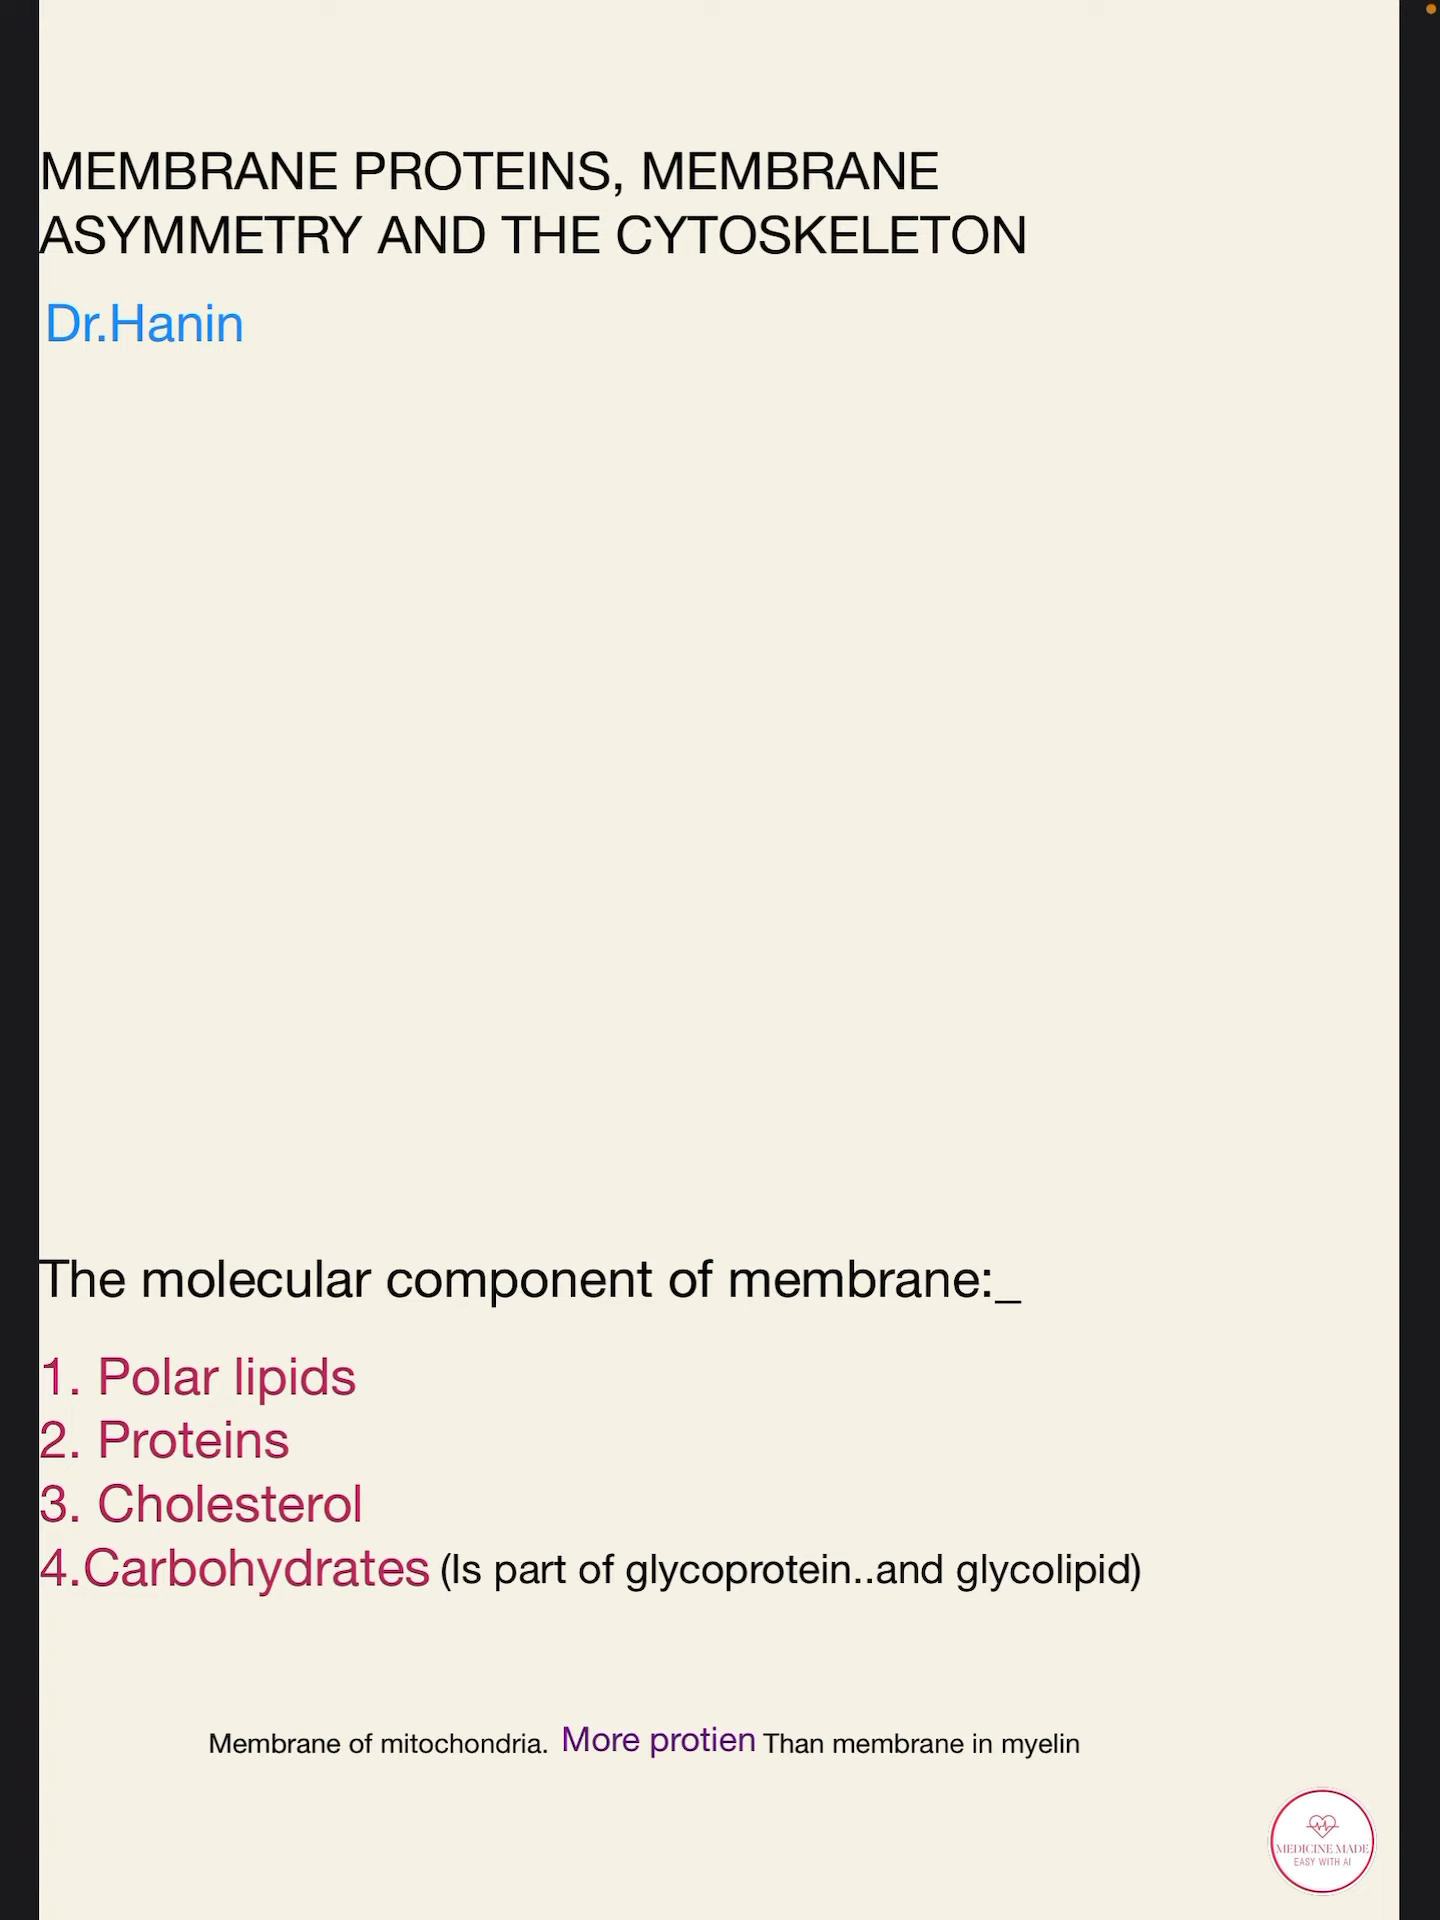 MEMBRANE PROTEINS, MEMBRANE
ASYMMETRY AND THE CYTOSKELETON
Dr.Hanin
The molecular component of membrane:_
1. Polar lipids
2. Proteins
3. Cholesterol
4.Carbohydrates (Is part of glycoprotein..and glycolipid)
Membrane of mitochondria. More protien Than membrane in myelin
MEDICINE MADE
EASY WITH AI